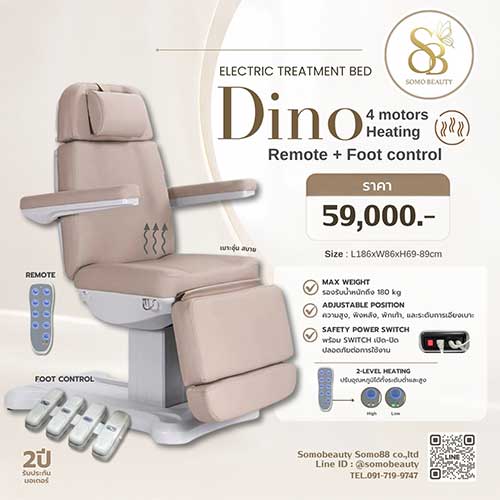 SB
SOMO BEAUTY
ELECTRIC TREATMENT BED
Dino
4 motors
Heating
Remote + Foot control
ราคา
59,000.-
Size : L186xW86xH69-89cm
เบาะอุ่น สบาย
REMOTE
MAX WEIGHT
รองรับน้ำหนักถึง 180 kg
ADJUSTABLE POSITION
ความสูง, พิงหลัง, พักเท้า, และระดับการเอียงเบาะ
SAFETY POWER SWITCH
พร้อม SWITCH เปิด-ปิด
ปลอดภัยต่อการใช้งาน
2-LEVEL HEATING
ปรับอุณหภูมิได้ทั้งระดับต่ำและสูง
High
Low
FOOT CONTROL
2ปี
รับประกัน
มอเตอร์
Somobeauty Somo88 co.,ltd
Line ID : @somobeauty
TEL.091-719-9747
LINE